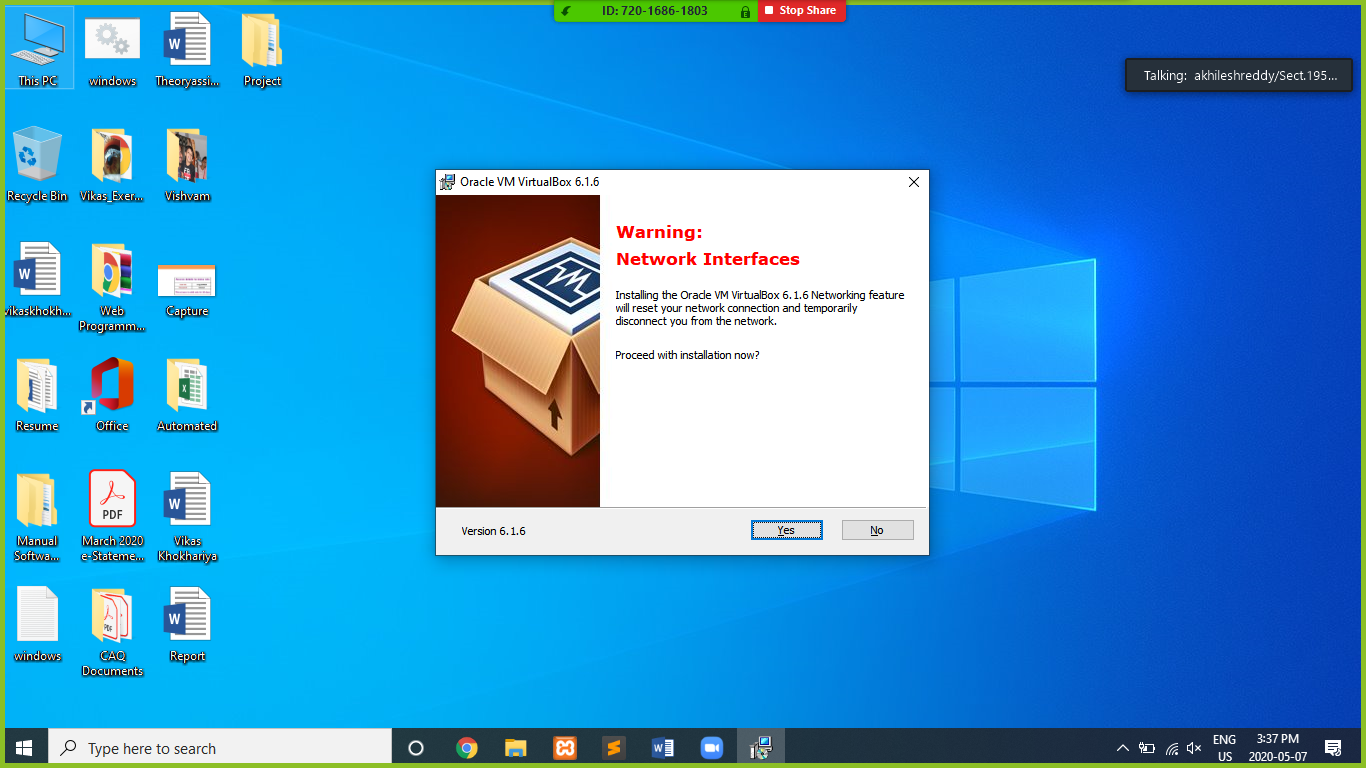 ID: 720-1686-1803
Stop Share
Talking: akhileshreddy/Sect.195...
This PC
windows
Theoryassi...
Project
Recycle Bin
Vikas_Exer...
Vishvam
vikaskhokh...
Web
Programm...
Capture
Resume
Office
Automated
Manual
Softwa...
PDF
March 2020
e-Stateme...
Vikas
Khokhariya
windows
CAQ
Documents
Report
Oracle VM VirtualBox 6.1.6
Warning:
Network Interfaces
Installing the Oracle VM VirtualBox 6.1.6 Networking feature
will reset your network connection and temporarily
disconnect you from the network.
Proceed with installation now?
Version 6.1.6
Yes
No
Type here to search
ENG
US
3:37 PM
2020-05-07